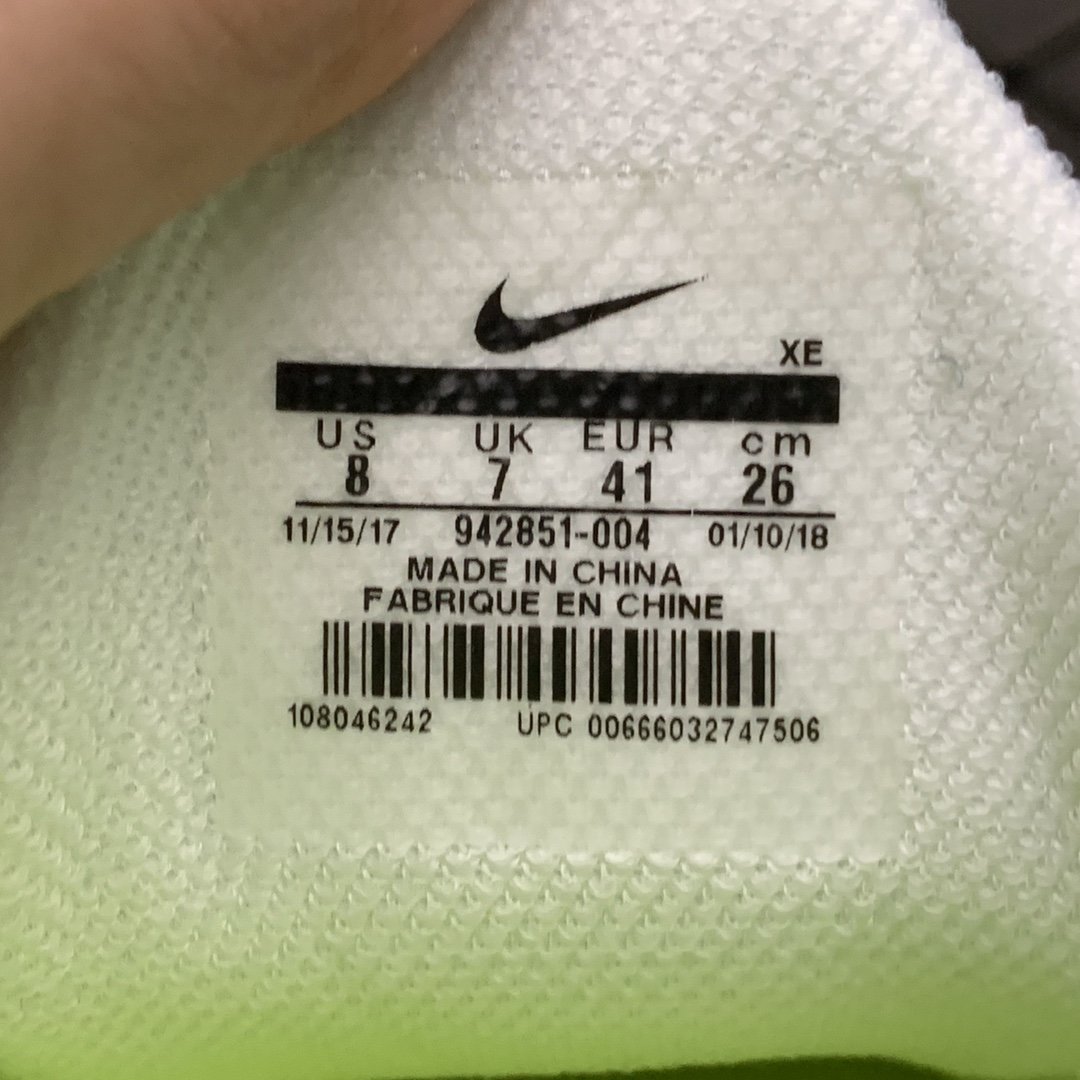 XE
US UK EUR cm
8 7 41 26
11/15/17 942851-004 01/10/18
MADE IN CHINA
FABRIQUE EN CHINE
108046242 UPC 00666032747506